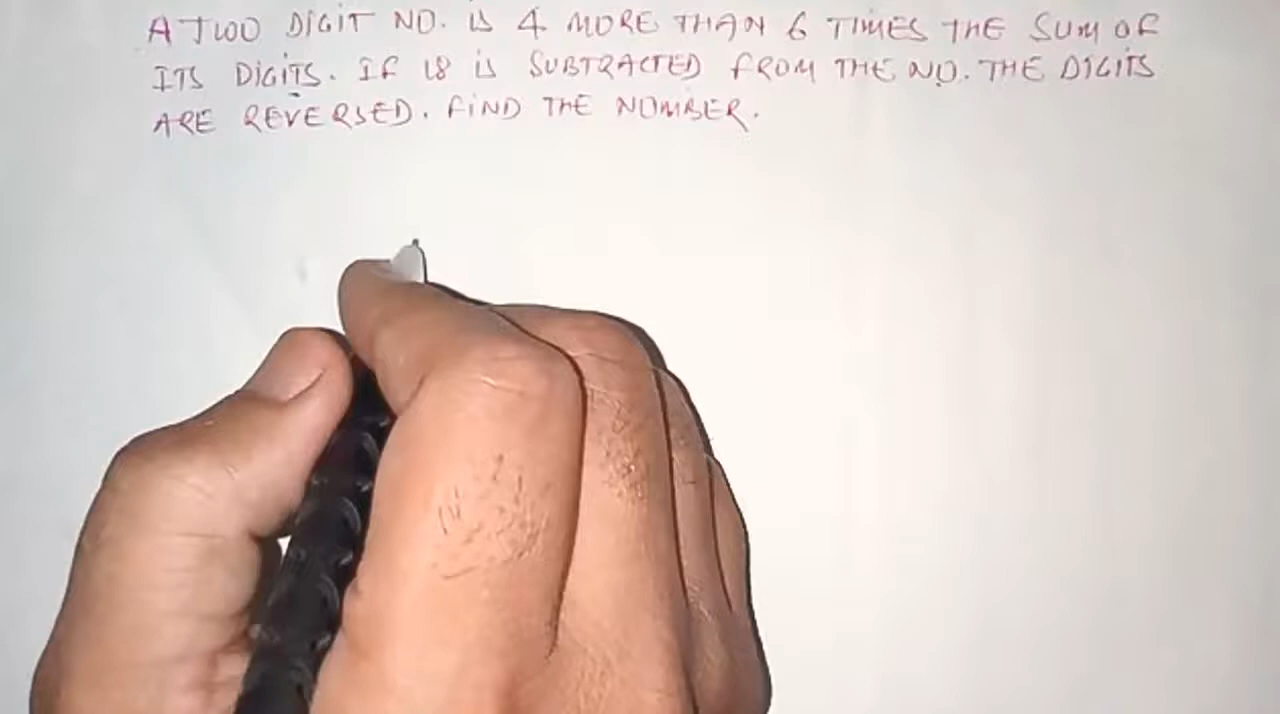 A TWO DIGIT NO. IS 4 MORE THAN 6 TIMES THE SUM OF
ITS DIGITS. IF 18 IS SUBTRACTED FROM THE NO. THE DIGITS
ARE REVERSED. FIND THE NUMBER.